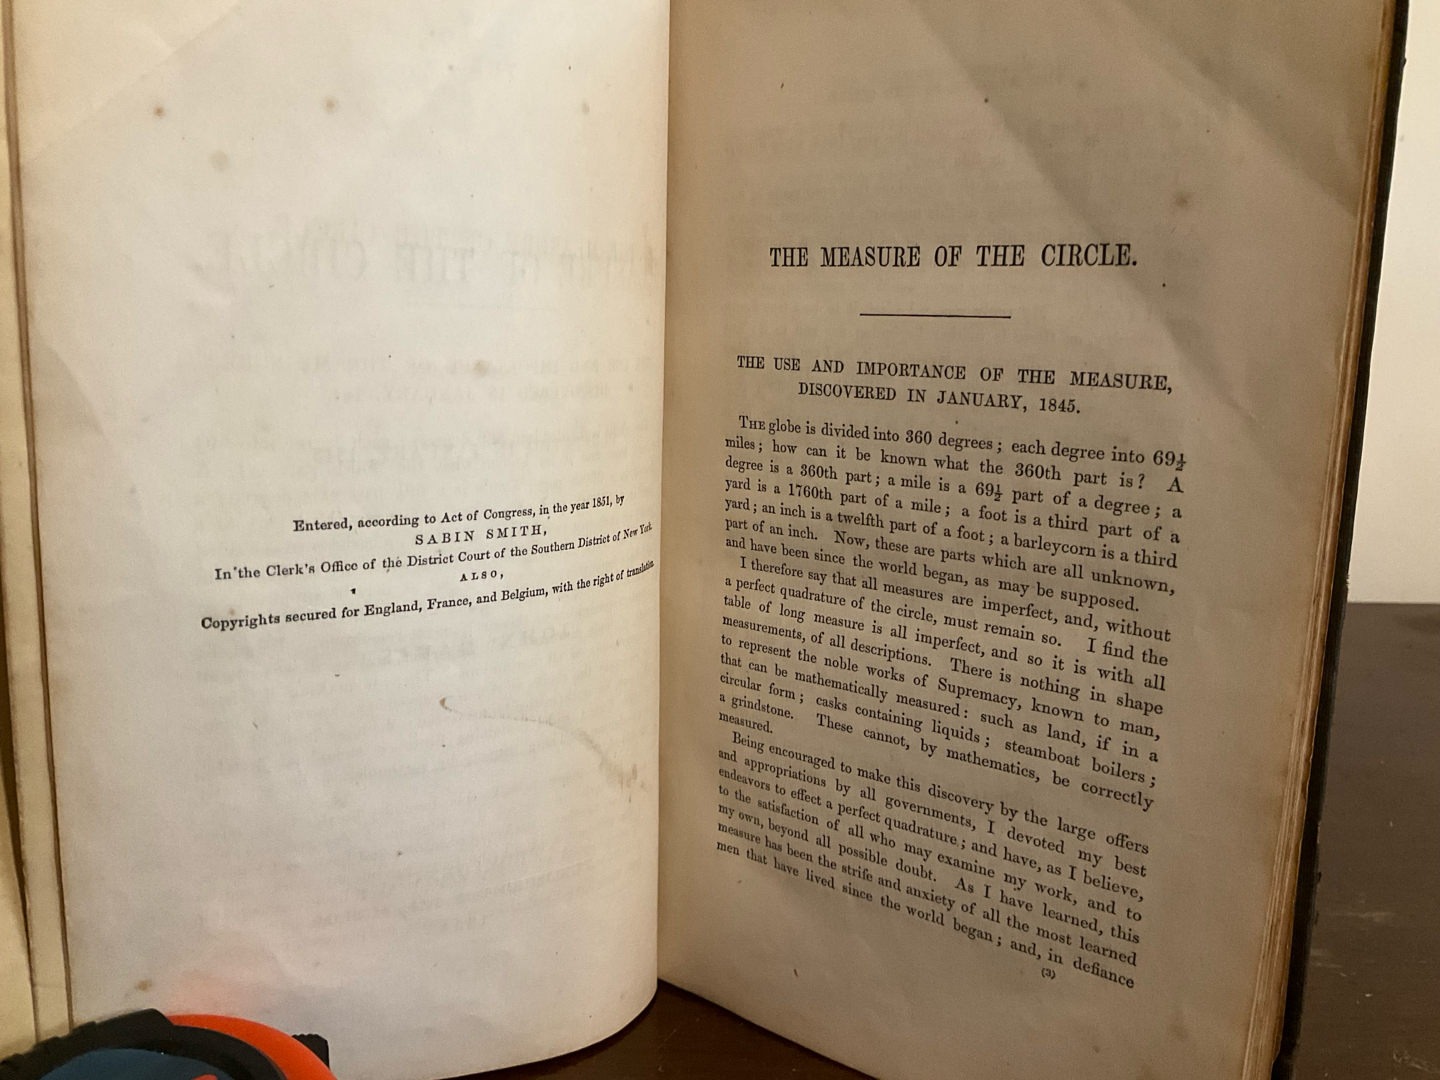 Entered, according to Act of Congress, in the year 1851, by
SABIN SMITH,
In the Clerk's Office of the District Court of the Southern District of New York.
ALSO,
Copyrights secured for England, France, and Belgium, with the right of translation.
THE MEASURE OF THE CIRCLE.
THE USE AND IMPORTANCE OF THE MEASURE,
DISCOVERED IN JANUARY, 1845.
THE globe is divided into 360 degrees; each degree into 69½
miles; how can it be known what the 360th part is? A
degree is a 360th part; a mile is a 69½ part of a degree; a
yard is a 1760th part of a mile; a foot is a third part of a
yard; an inch is a twelfth part of a foot; a barleycorn is a third
part of an inch. Now, these are parts which are all unknown,
and have been since the world began, as may be supposed.
I therefore say that all measures are imperfect, and, without
a perfect quadrature of the circle, must remain so. I find the
table of long measure is all imperfect, and so it is with all
measurements, of all descriptions. There is nothing in shape
to represent the noble works of Supremacy, known to man,
that can be mathematically measured: such as land, if in a
circular form; casks containing liquids; steamboat boilers;
a grindstone. These cannot, by mathematics, be correctly
measured.
Being encouraged to make this discovery by the large offers
and appropriations by all governments, I devoted my best
endeavors to effect a perfect quadrature; and have, as I believe,
to the satisfaction of all who may examine my work, and to
my own, beyond all possible doubt. As I have learned, this
measure has been the strife and anxiety of all the most learned
men that have lived since the world began; and, in defiance
(3)